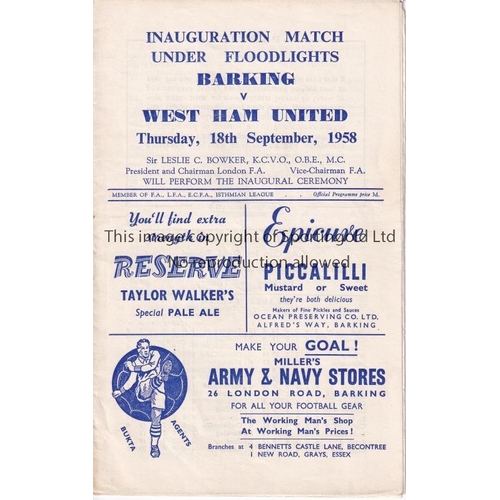 INAUGURATION MATCH
UNDER FLOODLIGHTS
BARKING
v
WEST HAM UNITED
Thursday, 18th September, 1958
Sir LESLIE C. BOWKER, K.C.V.O., O.B.E., M.C.
President and Chairman London F.A. Vice-Chairman F.A.
WILL PERFORM THE INAUGURAL CEREMONY
MEMBER OF F.A., L.F.A., E.C.F.A., ISTHMIAN LEAGUE Official Programme price 3d.
You'll find extra
strength in
RESERVE
TAYLOR WALKER'S
Special PALE ALE
Epicure
PICCALILLI
Mustard or Sweet
they're both delicious
Makers of Fine Pickles and Sauces
OCEAN PRESERVING CO. LTD.
ALFRED'S WAY, BARKING
This image copyright of Sportingold Ltd
No reproduction allowed
BUKTA AGENTS
MAKE YOUR GOAL!
MILLER'S
ARMY & NAVY STORES
26 LONDON ROAD, BARKING
FOR ALL YOUR FOOTBALL GEAR
The Working Man's Shop
At Working Man's Prices!
Branches at 4 BENNETTS CASTLE LANE, BECONTREE
1 NEW ROAD, GRAYS, ESSEX